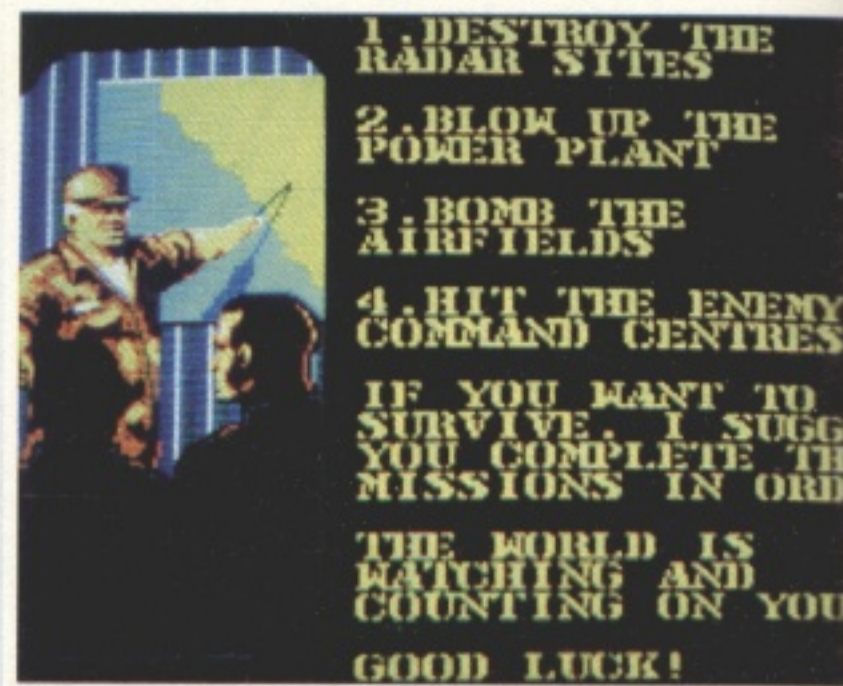 1.DESTROY THE
RADAR SITES
2.BLOW UP THE
POWER PLANT
3.BOMB THE
AIRFIELDS
4.HIT THE ENEMY
COMMAND CENTRES
IF YOU WANT TO
SURVIVE. I SUGG
YOU COMPLETE TH
MISSIONS IN ORD
THE WORLD IS
WATCHING AND
COUNTING ON YOU
GOOD LUCK!